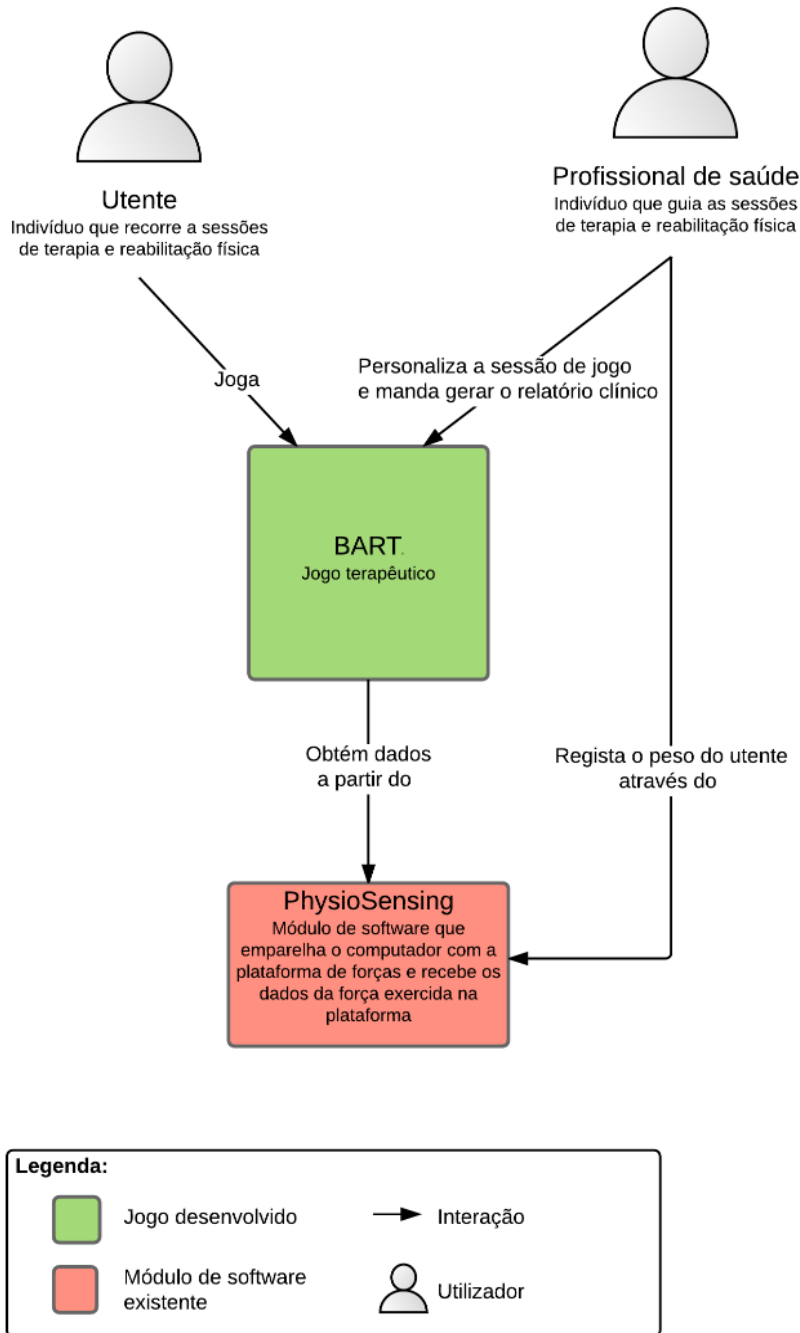 Utente
Indivíduo que recorre a sessões
de terapia e reabilitação física
Profissional de saúde
Indivíduo que guia as sessões
de terapia e reabilitação física
Joga
Personaliza a sessão de jogo
e manda gerar o relatório clínico
BART.
Jogo terapêutico
Obtém dados
a partir do
Regista o peso do utente
através do
PhysioSensing
Módulo de software que
emparelha o computador com a
plataforma de forças e recebe os
dados da força exercida na
plataforma
Legenda:
Jogo desenvolvido
Interação
Módulo de software
existente
Utilizador